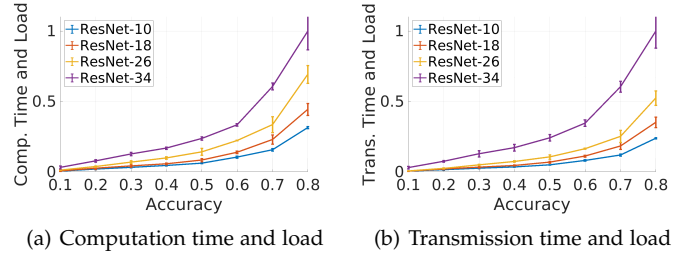 Comp. Time and Load
1
0.5
0
ResNet-10
ResNet-18
ResNet-26
ResNet-34
0.1 0.2 0.3 0.4 0.5 0.6 0.7 0.8
Accuracy
(a) Computation time and load
Trans. Time and Load
1
0.5
0
ResNet-10
ResNet-18
ResNet-26
ResNet-34
0.1 0.2 0.3 0.4 0.5 0.6 0.7 0.8
Accuracy
(b) Transmission time and load